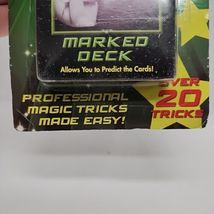 MARKED
DECK
Allows You to Predict the Cards!
PROFESSIONAL
MAGIC TRICKS
MADE EASY!
OVER
20
TRICKS